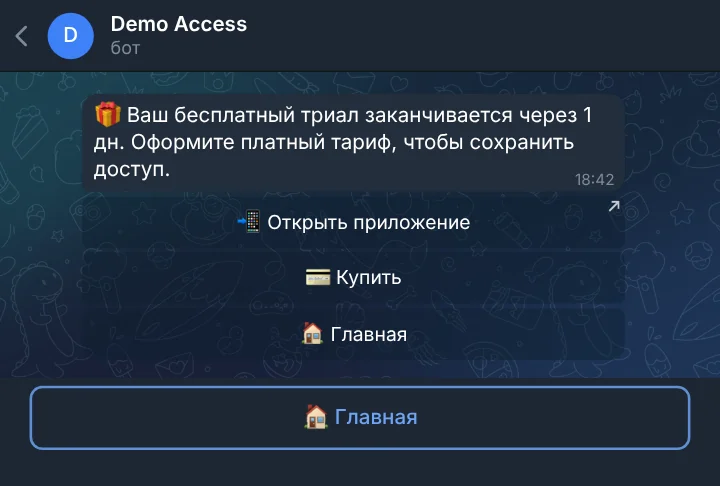 D
Demo Access
бот
🎁 Ваш бесплатный триал заканчивается через 1
дн. Оформите платный тариф, чтобы сохранить
доступ.
18:42
📲 Открыть приложение
💳 Купить
🏠 Главная
🏠 Главная